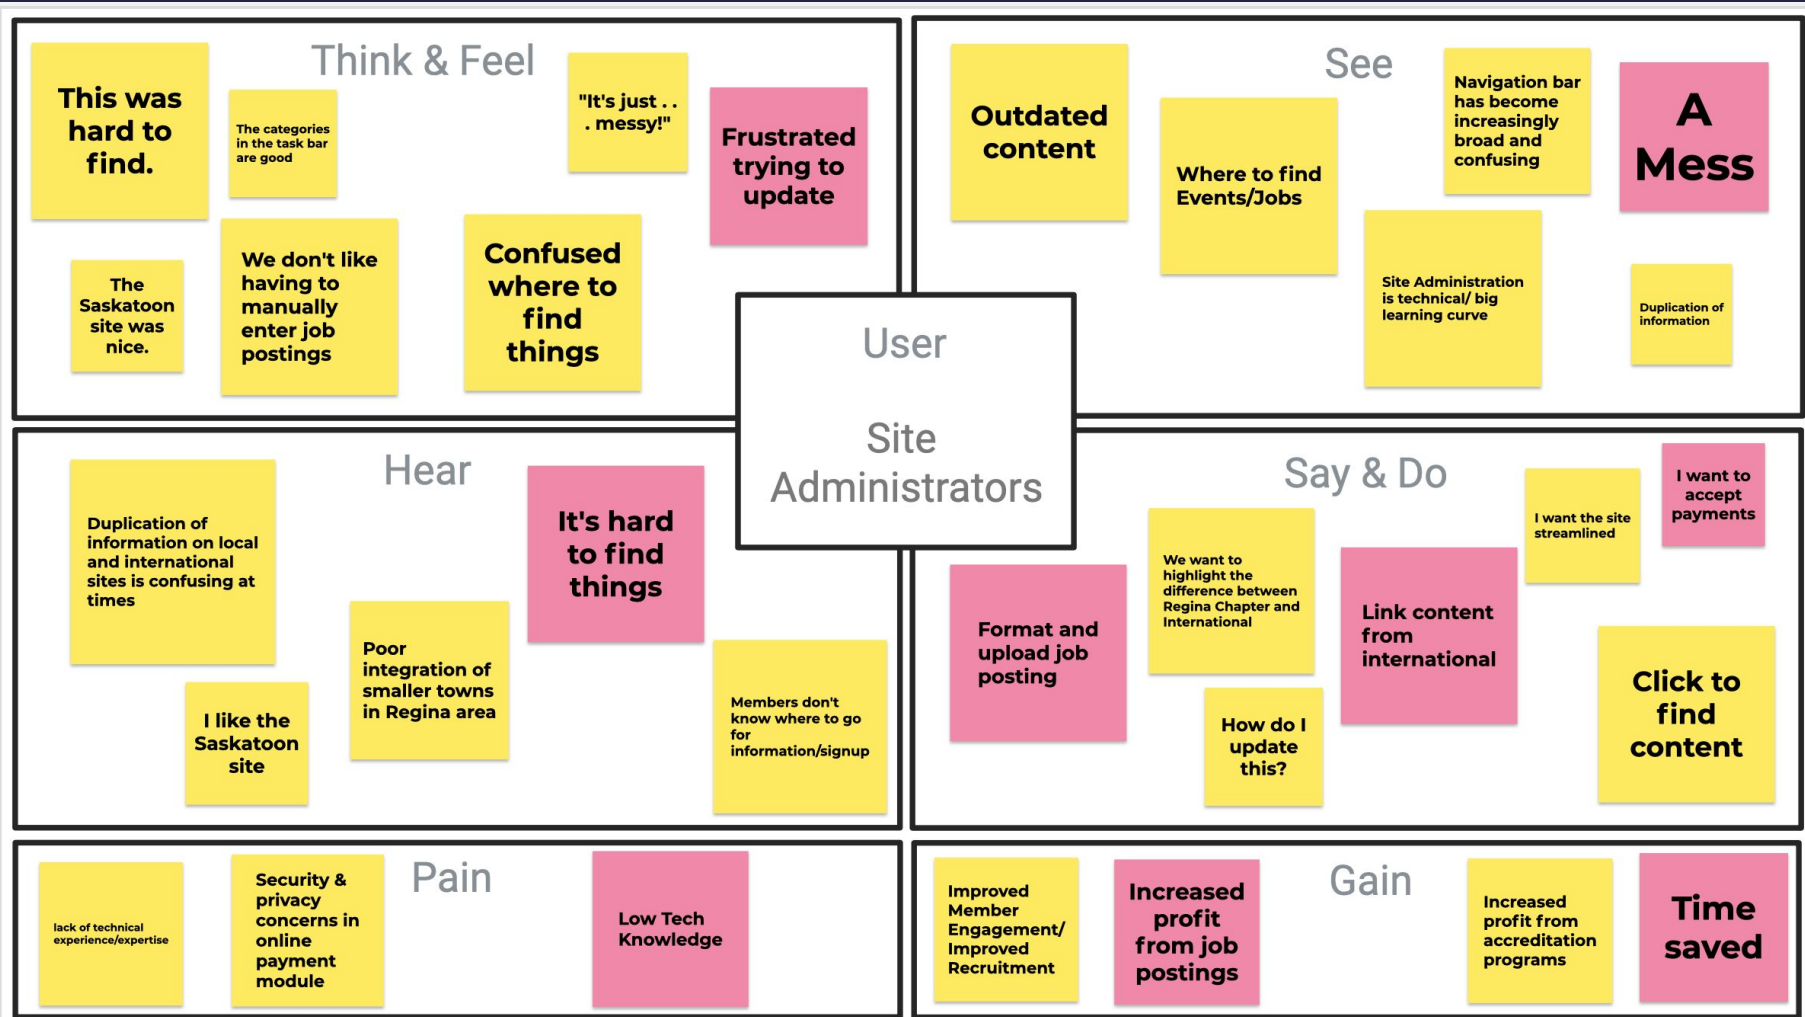 Think & Feel
This was
hard to
find.
The categories
in the task bar
are good
"It's just . .
. messy!"
Frustrated
trying to
update
The
Saskatoon
site was
nice.
We don't like
having to
manually
enter job
postings
Confused
where to
find
things
See
Outdated
content
Where to find
Events/Jobs
Navigation bar
has become
increasingly
broad and
confusing
A
Mess
Site Administration
is technical/ big
learning curve
Duplication of
information
User
Site
Administrators
Hear
Duplication of
information on local
and international
sites is confusing at
times
It's hard
to find
things
Poor
integration of
smaller towns
in Regina area
I like the
Saskatoon
site
Members don't
know where to go
for
information/signup
Say & Do
Format and
upload job
posting
We want to
highlight the
difference between
Regina Chapter and
International
How do I
update
this?
Link content
from
international
I want the site
streamlined
I want to
accept
payments
Click to
find
content
Pain
lack of technical
experience/expertise
Security &
privacy
concerns in
online
payment
module
Low Tech
Knowledge
Gain
Improved
Member
Engagement/
Improved
Recruitment
Increased
profit
from job
postings
Increased
profit from
accreditation
programs
Time
saved